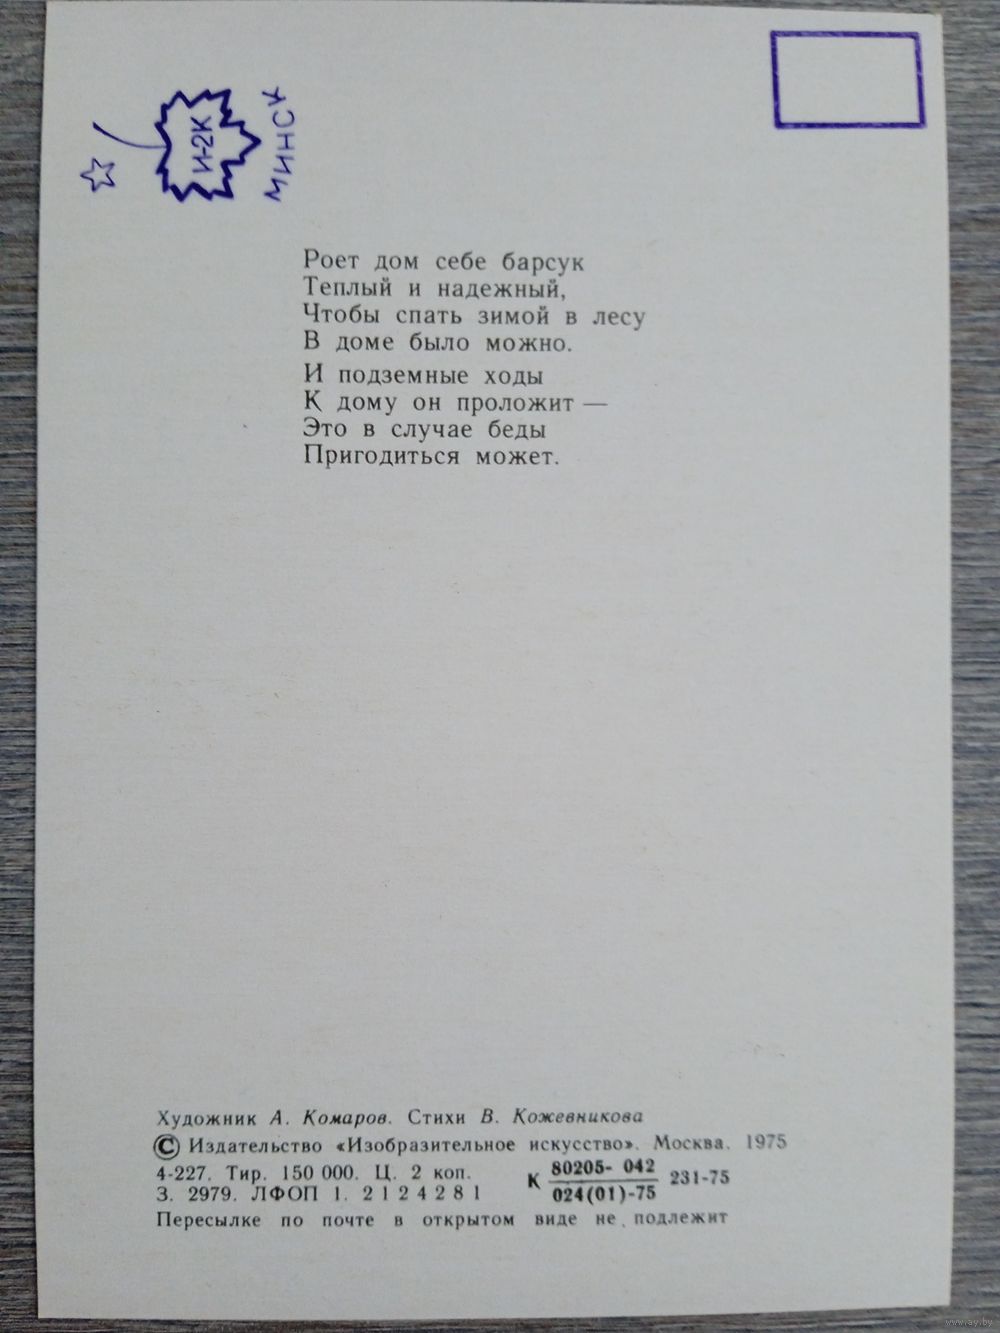 И-2К
МИНСК
Роет дом себе барсук
Теплый и надежный,
Чтобы спать зимой в лесу
В доме было можно.
И подземные ходы
К дому он проложит —
Это в случае беды
Пригодиться может.
Художник А. Комаров. Стихи В. Кожевникова
© Издательство «Изобразительное искусство». Москва. 1975
4-227. Тир. 150 000. Ц. 2 коп.
З. 2979. ЛФОП 1. 2124281
К 80205-042 231-75
024(01)-75
Пересылке по почте в открытом виде не подлежит
www.ay.by